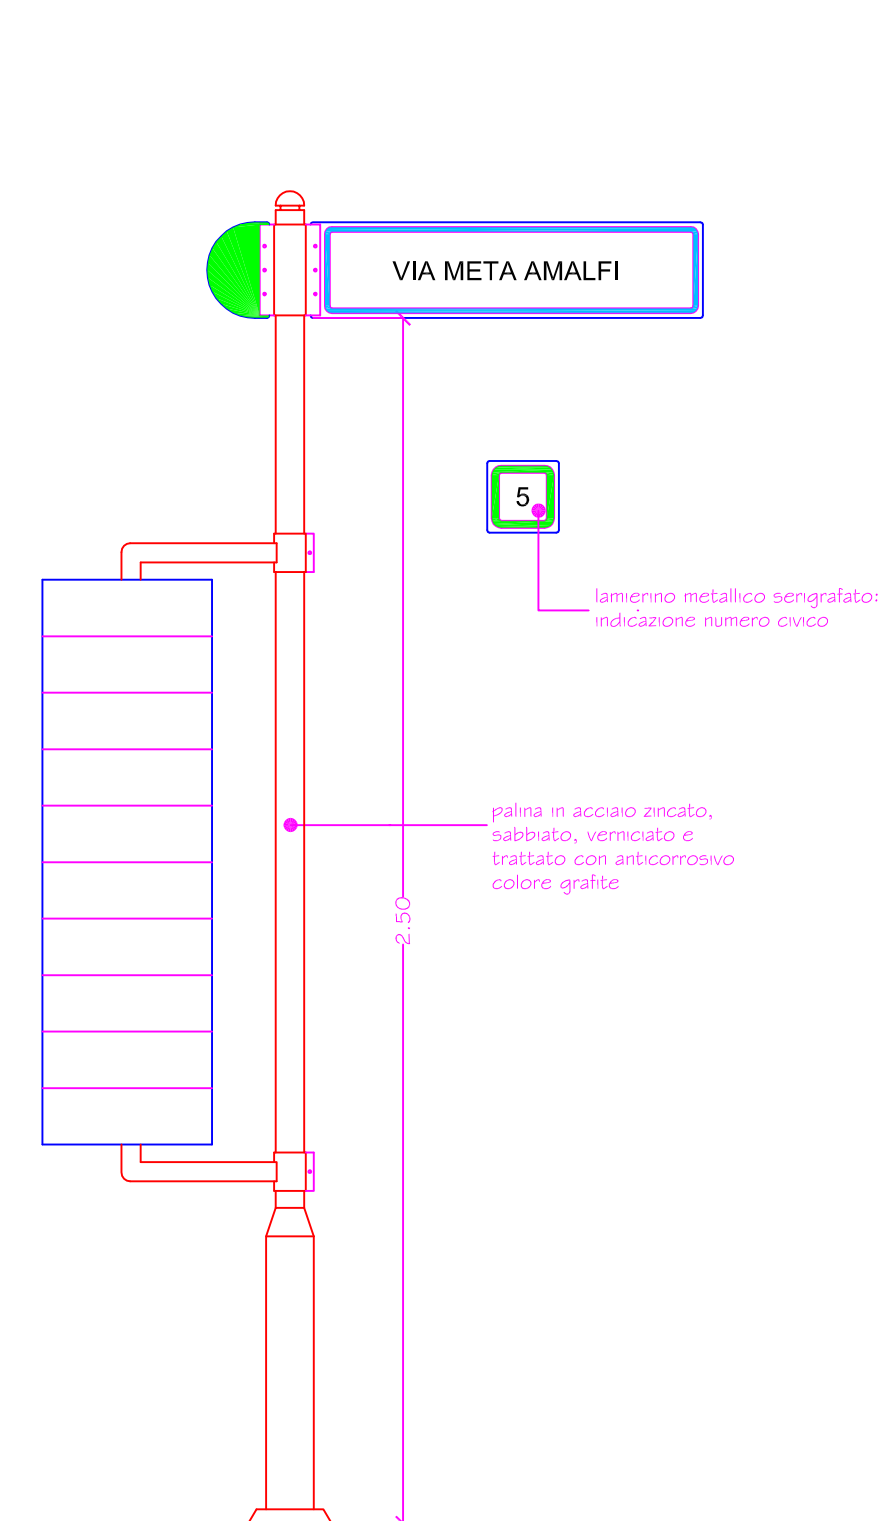 VIA META AMALFI
5
lamierino metallico serigrafato:
indicazione numero civico
palina in acciaio zincato,
sabbiato, verniciato e
trattato con anticorrosivo
colore grafite
2.50